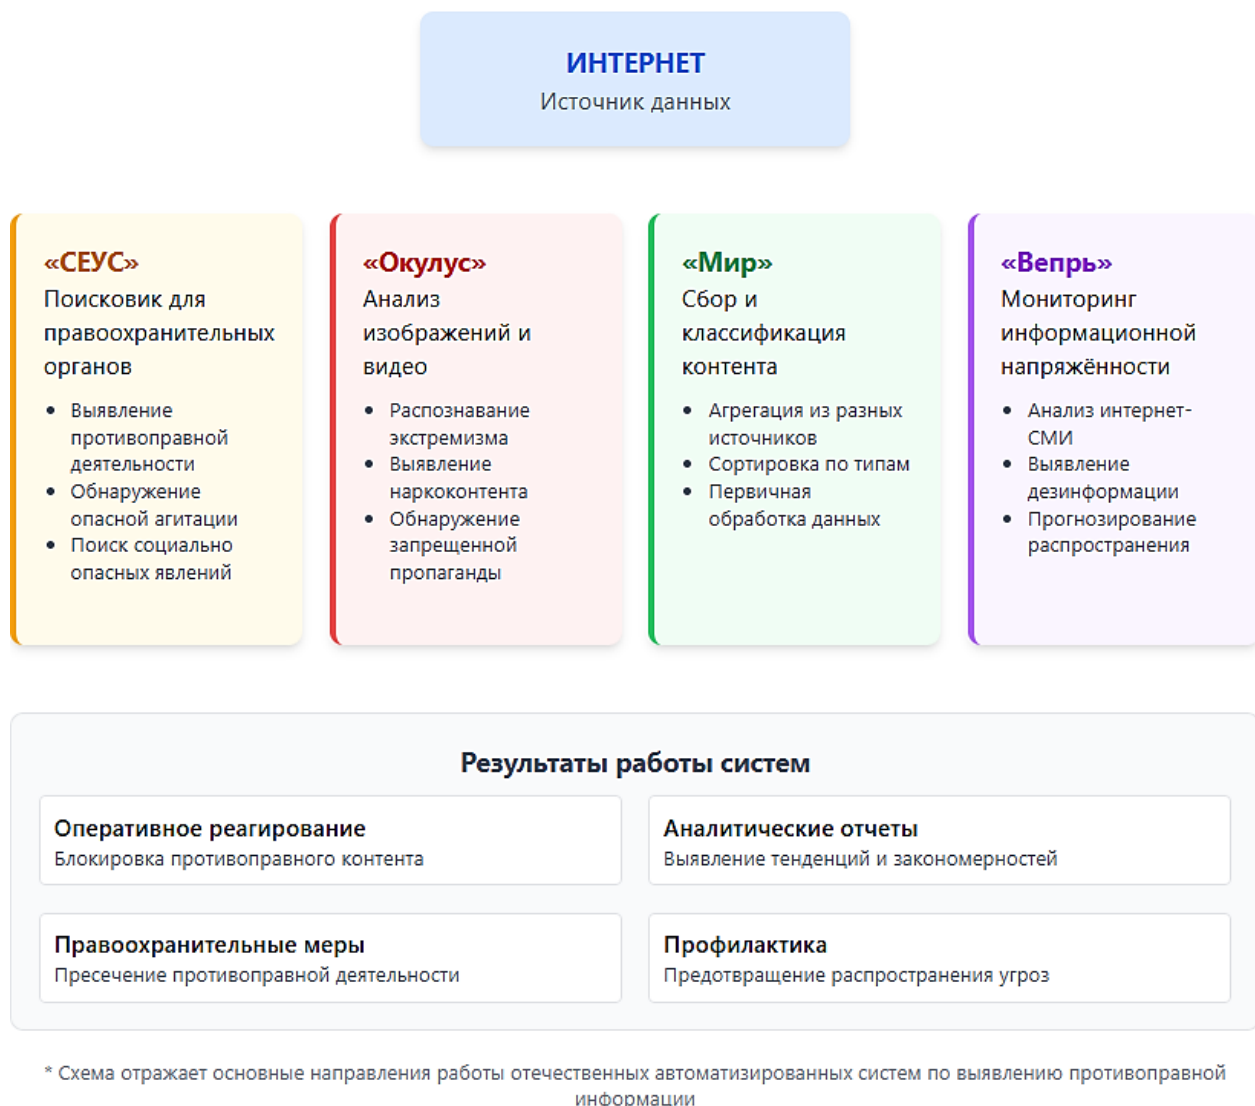 ИНТЕРНЕТ
Источник данных
«СЕУС»
Поисковик для
правоохранительных
органов
• Выявление
противоправной
деятельности
• Обнаружение
опасной агитации
• Поиск социально
опасных явлений
«Окулус»
Анализ
изображений и
видео
• Распознавание
экстремизма
• Выявление
наркоконтента
• Обнаружение
запрещенной
пропаганды
«Мир»
Сбор и
классификация
контента
• Агрегация из разных
источников
• Сортировка по типам
• Первичная
обработка данных
«Вепрь»
Мониторинг
информационной
напряжённости
• Анализ интернет-
СМИ
• Выявление
дезинформации
• Прогнозирование
распространения
Результаты работы систем
Оперативное реагирование
Блокировка противоправного контента
Аналитические отчеты
Выявление тенденций и закономерностей
Правоохранительные меры
Пресечение противоправной деятельности
Профилактика
Предотвращение распространения угроз
* Схема отражает основные направления работы отечественных автоматизированных систем по выявлению противоправной
информации